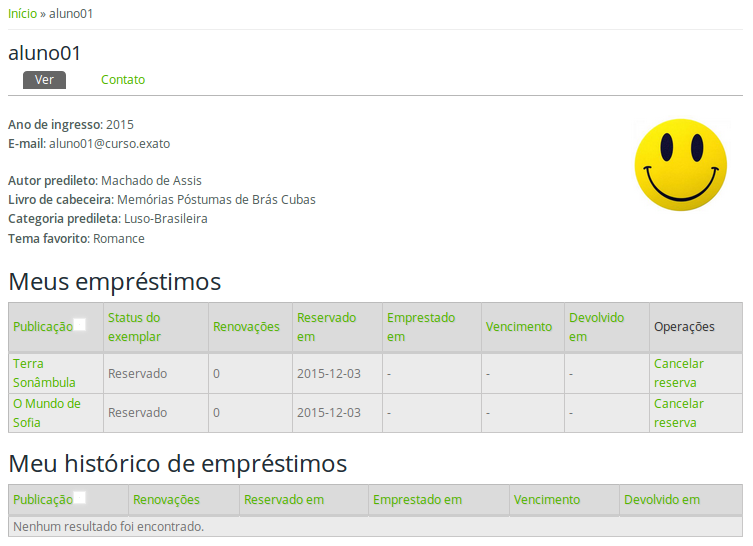 Início » aluno01
aluno01
Ver Contato
Ano de ingresso: 2015
E-mail: aluno01@curso.exato
Autor predileto: Machado de Assis
Livro de cabeceira: Memórias Póstumas de Brás Cubas
Categoria predileta: Luso-Brasileira
Tema favorito: Romance
Meus empréstimos
Publicação Status do exemplar Renovações Reservado em Emprestado em Vencimento Devolvido em Operações
Terra Sonâmbula Reservado 0 2015-12-03 - - - Cancelar reserva
O Mundo de Sofia Reservado 0 2015-12-03 - - - Cancelar reserva
Meu histórico de empréstimos
Publicação Renovações Reservado em Emprestado em Vencimento Devolvido em
Nenhum resultado foi encontrado.